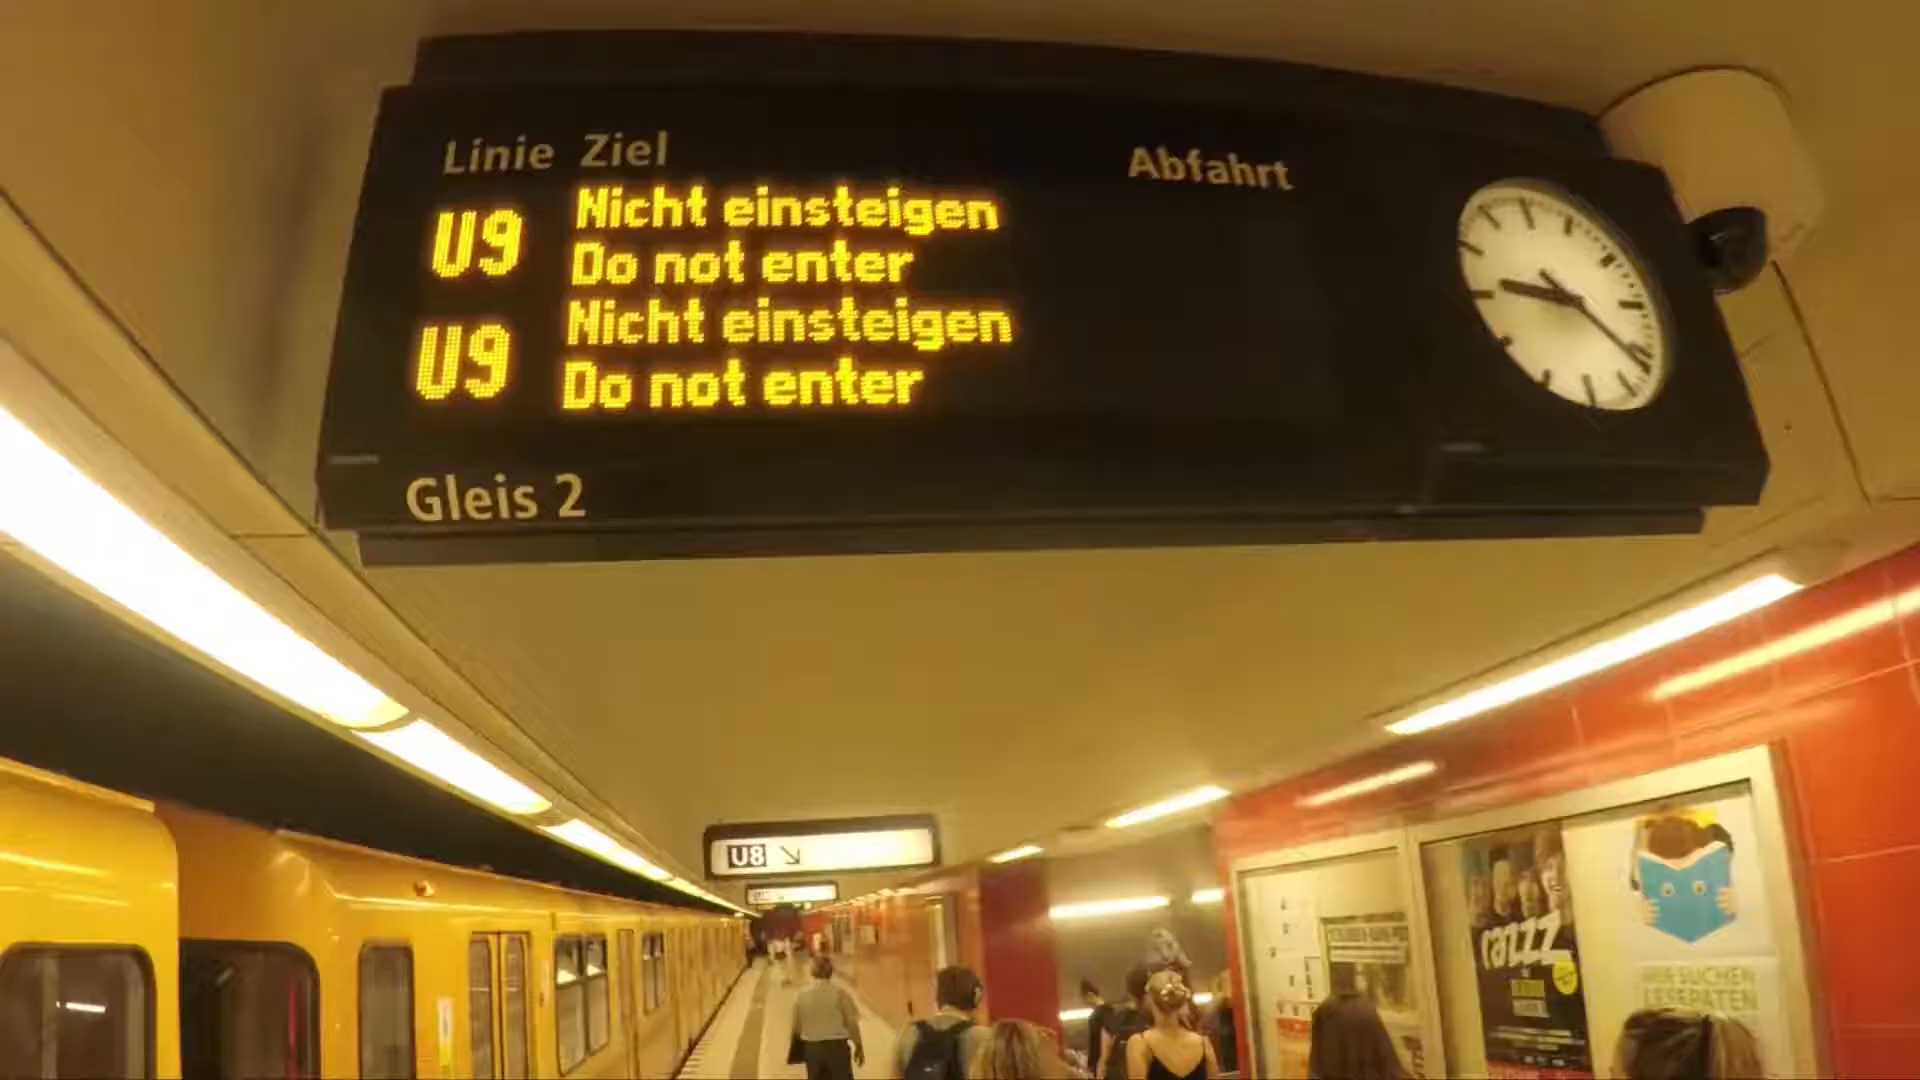 Linie Ziel Abfahrt
U9 Nicht einsteigen
Do not enter
U9 Nicht einsteigen
Do not enter
Gleis 2
U8 ↘
razzz
WIR SUCHEN
LESEPATEN